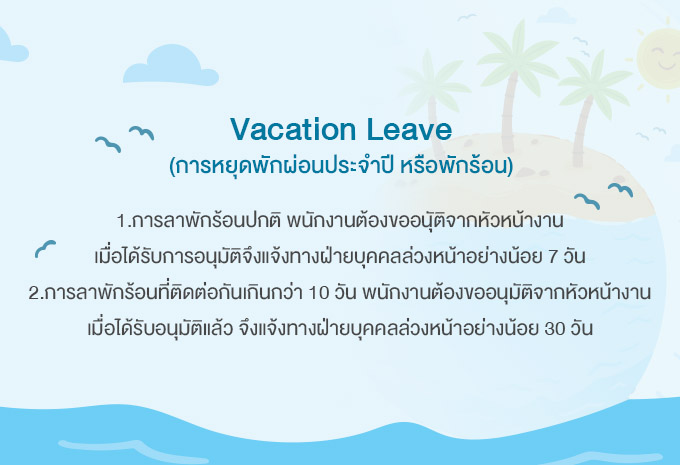 Vacation Leave
(การหยุดพักผ่อนประจำปี หรือพักร้อน)
1.การลาพักร้อนปกติ พนักงานต้องขออนุัติจากหัวหน้างาน
เมื่อได้รับการอนุมัติจึงแจ้งทางฝ่ายบุคคลล่วงหน้าอย่างน้อย 7 วัน
2.การลาพักร้อนที่ติดต่อกันเกินกว่า 10 วัน พนักงานต้องขออนุมัติจากหัวหน้างาน
เมื่อได้รับอนุมัติแล้ว จึงแจ้งทางฝ่ายบุคคลล่วงหน้าอย่างน้อย 30 วัน